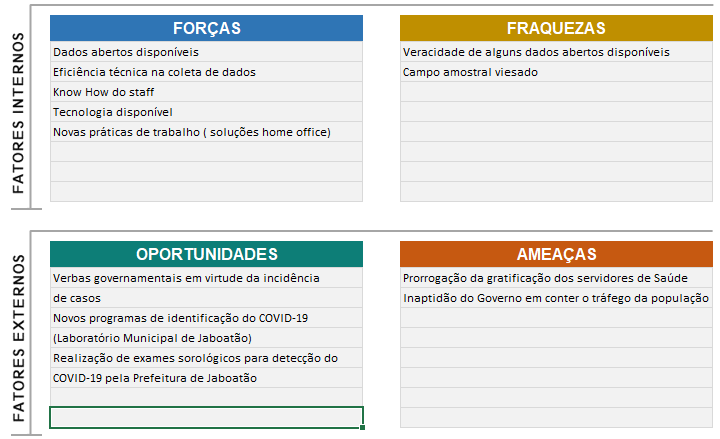 FATORES INTERNOS
FORÇAS
Dados abertos disponíveis
Eficiência técnica na coleta de dados
Know How do staff
Tecnologia disponível
Novas práticas de trabalho ( soluções home office)
FRAQUEZAS
Veracidade de alguns dados abertos disponíveis
Campo amostral viesado
FATORES EXTERNOS
OPORTUNIDADES
Verbas governamentais em virtude da incidência
de casos
Novos programas de identificação do COVID-19
(Laboratório Municipal de Jaboatão)
Realização de exames sorológicos para detecção do
COVID-19 pela Prefeitura de Jaboatão
AMEAÇAS
Prorrogação da gratificação dos servidores de Saúde
Inaptidão do Governo em conter o tráfego da população